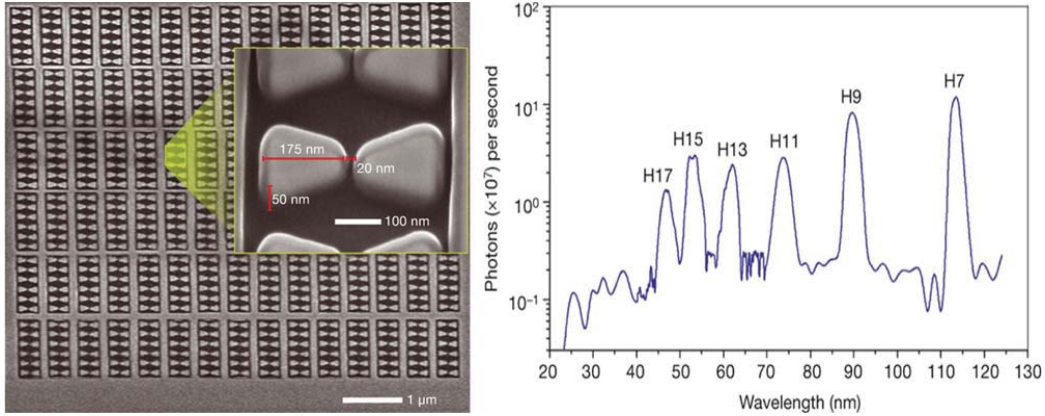 175 nm
20 nm
50 nm
100 nm
1 μm
Photons (×10⁷) per second
10²
10¹
10⁰
10⁻¹
H17
H15
H13
H11
H9
H7
20 30 40 50 60 70 80 90 100 110 120 130
Wavelength (nm)